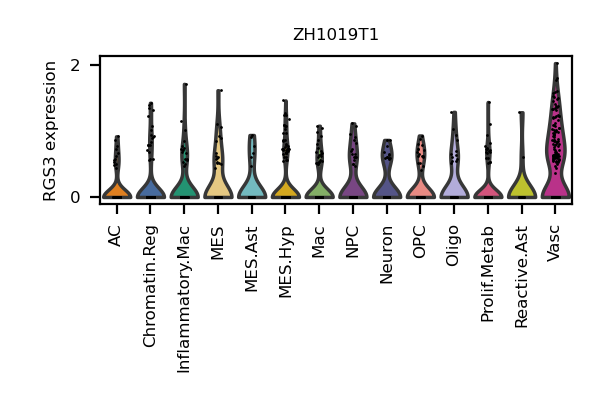 ZH1019T1
RGS3 expression
2
0
AC
Chromatin.Reg
Inflammatory.Mac
MES
MES.Ast
MES.Hyp
Mac
NPC
Neuron
OPC
Oligo
Prolif.Metab
Reactive.Ast
Vasc